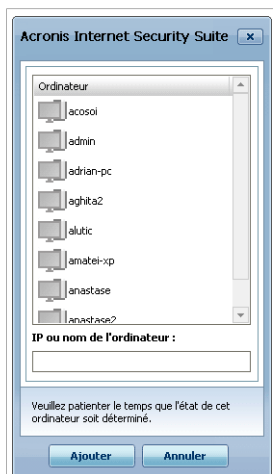 Acronis Internet Security Suite
Ordinateur
acosoi
admin
adrian-pc
aghita2
alutic
amatei-xp
anastase
anastase2
IP ou nom de l'ordinateur :
Veuillez patienter le temps que l'état de cet
ordinateur soit déterminé.
Ajouter Annuler